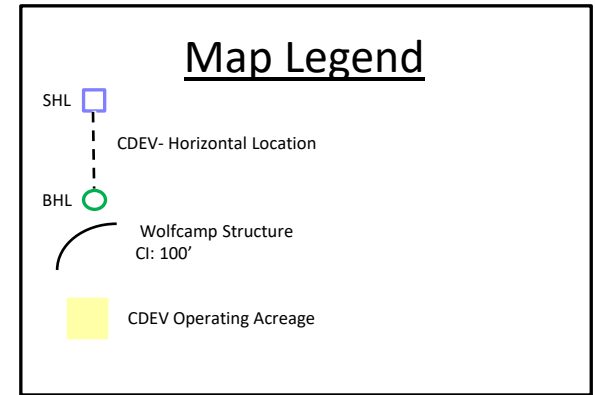 Map Legend
SHL
CDEV- Horizontal Location
BHL
Wolfcamp Structure
CI: 100’
CDEV Operating Acreage